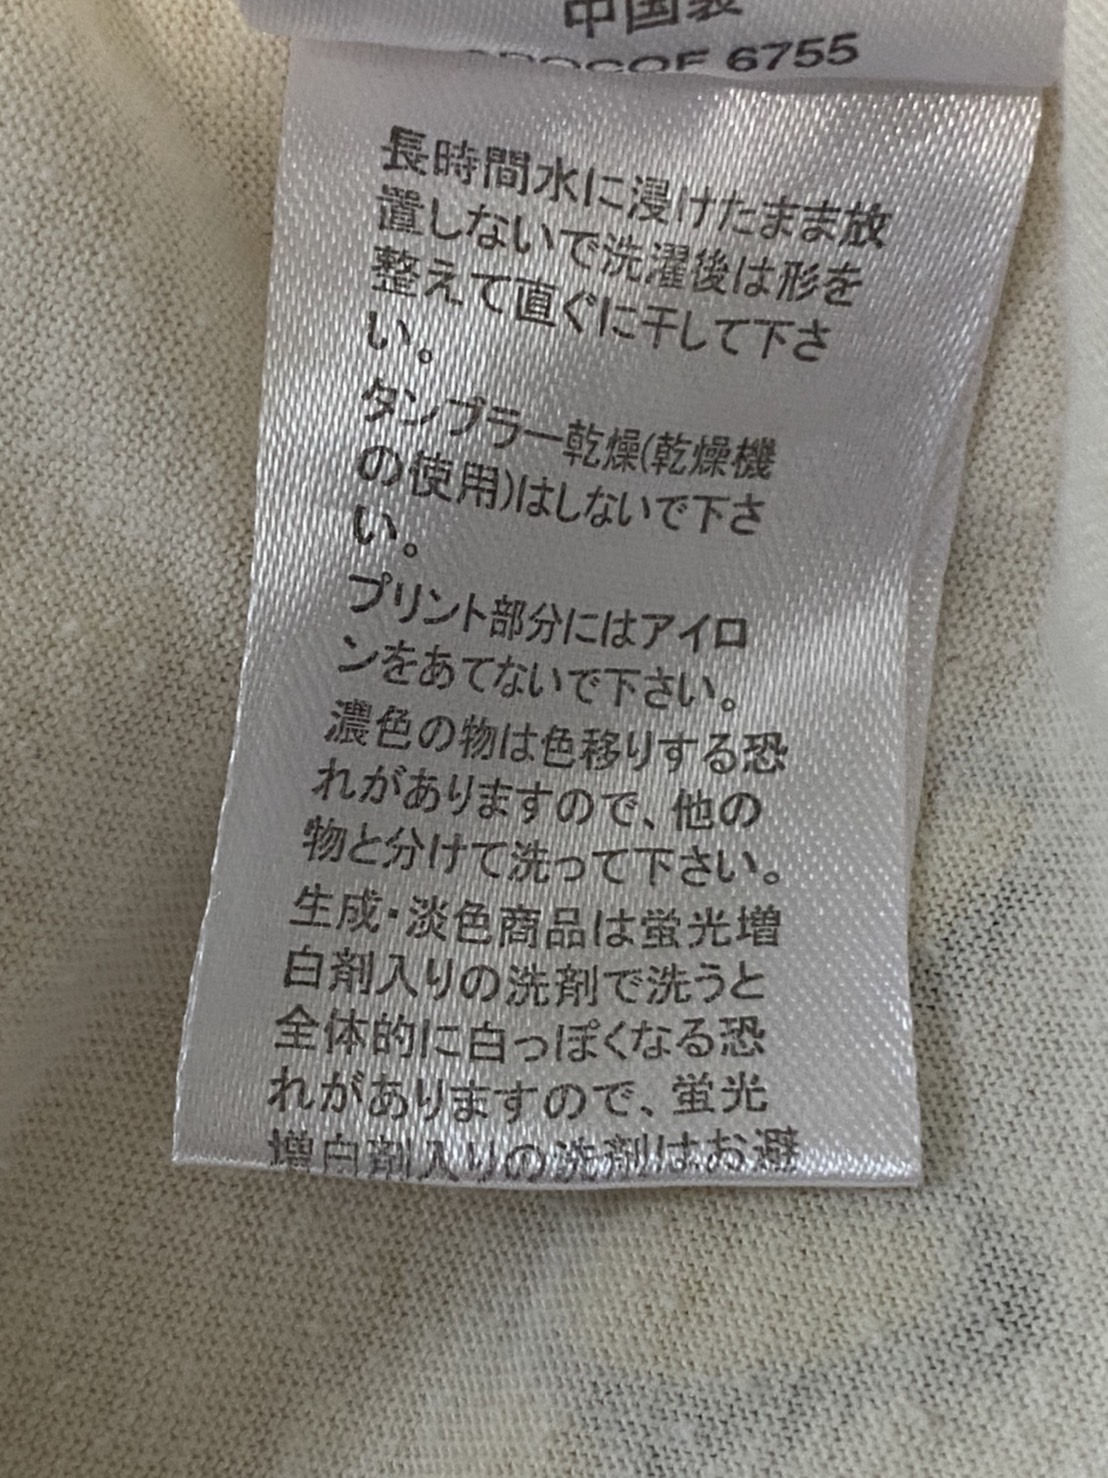 中国製
6755
長時間水に浸けたまま放
置しないで洗濯後は形を
整えて直ぐに干して下さ
い。
タンブラー乾燥(乾燥機
の使用)はしないで下さ
い。
プリント部分にはアイロ
ンをあてないで下さい。
濃色の物は色移りする恐
れがありますので、他の
物と分けて洗って下さい。
生成・淡色商品は蛍光増
白剤入りの洗剤で洗うと
全体的に白っぽくなる恐
れがありますので、蛍光
増白剤入りの洗剤はお避